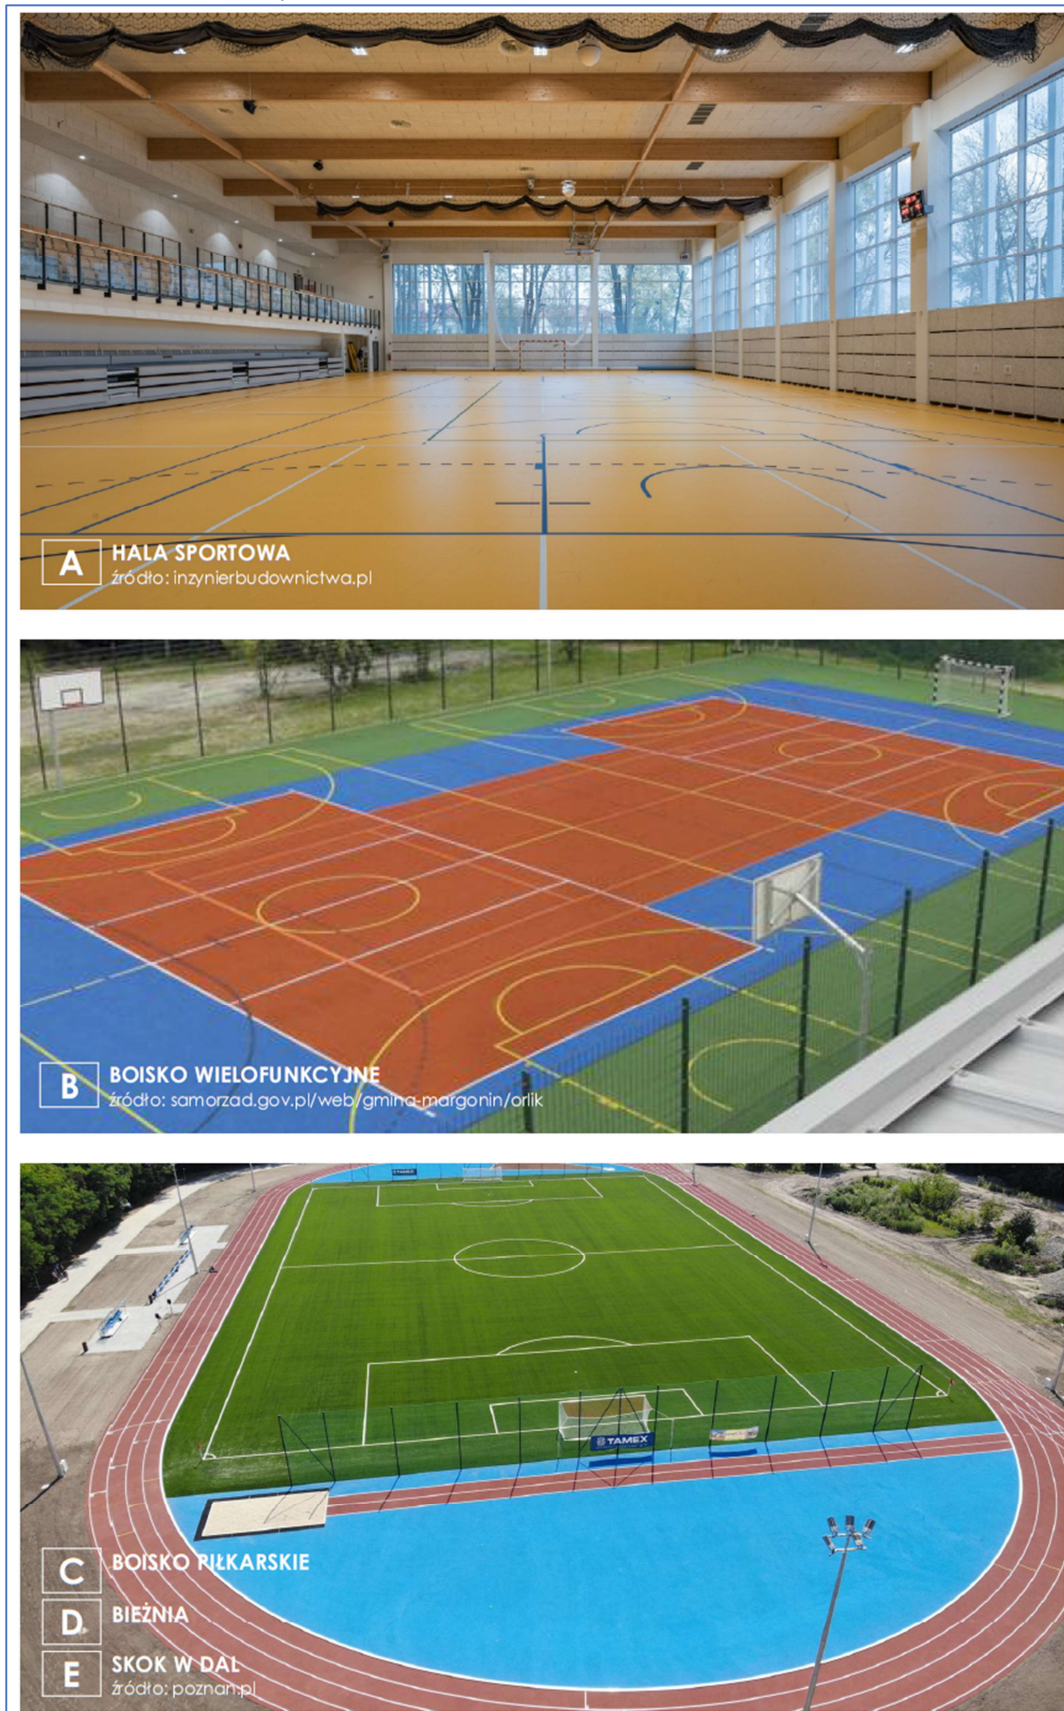 A
HALA SPORTOWA
źródło: inzynierbudownictwa.pl
B
BOISKO WIELOFUNKCYJNE
źródło: samorzad.gov.pl/web/gmina-margonin/orlik
TAMEX
TAMEX
C
BOISKO PIŁKARSKIE
D
BIEŻNIA
E
SKOK W DAL
źródło: poznan.pl